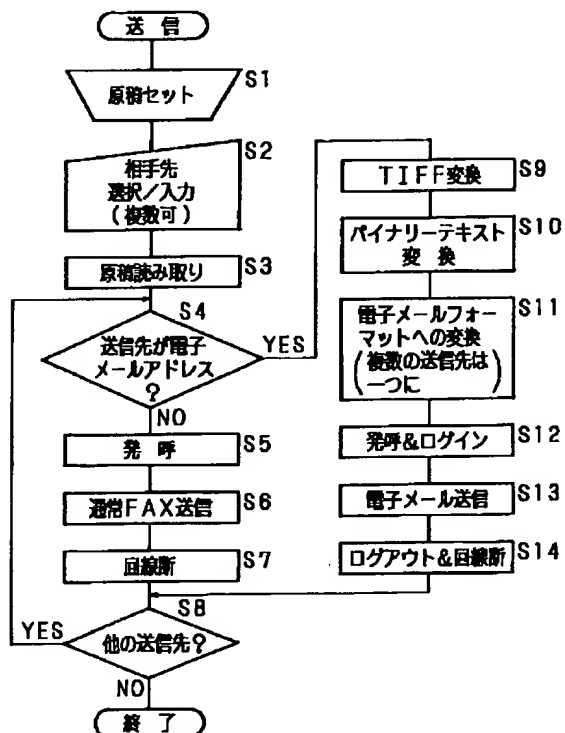 送 信
原稿セット
S1
相手先
選択/入力
(複数可)
S2
原稿読み取り
S3
S4
送信先が電子
メールアドレス
?
YES
NO
発 呼
S5
通常FAX送信
S6
回線断
S7
S8
他の送信先?
YES
NO
終 了
TIFF変換
S9
バイナリーテキスト
変 換
S10
電子メールフォー
マットへの変換
(複数の送信先は
一つに)
S11
発呼&ログイン
S12
電子メール送信
S13
ログアウト&回線断
S14